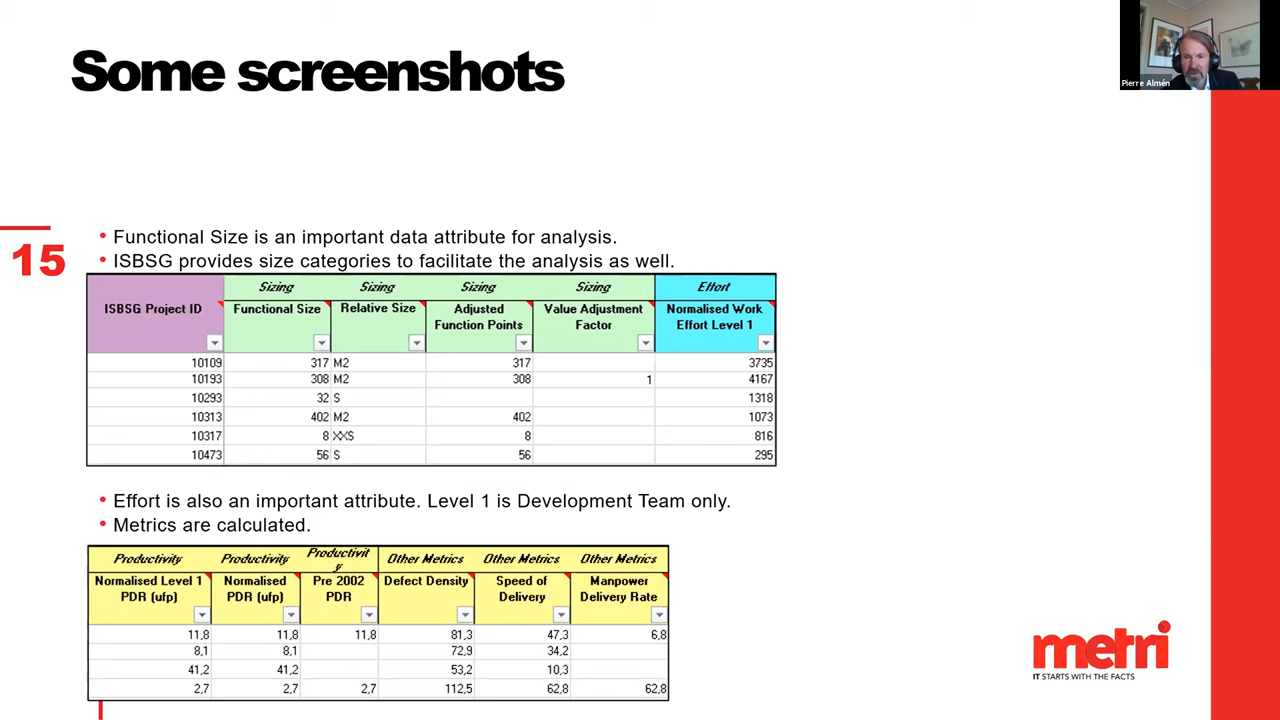 Some screenshots
Pierre Almén
15
• Functional Size is an important data attribute for analysis.
• ISBSG provides size categories to facilitate the analysis as well.
Sizing Sizing Sizing Sizing Effort
ISBSG Project ID Functional Size Relative Size Adjusted Function Points Value Adjustment Factor Normalised Work Effort Level 1
10109 317 M2 317 3735
10193 308 M2 308 1 4167
10293 32 S 1318
10313 402 M2 402 1073
10317 8 XXS 8 816
10473 56 S 56 295
• Effort is also an important attribute. Level 1 is Development Team only.
• Metrics are calculated.
Productivity Productivity Productivity Other Metrics Other Metrics Other Metrics
Normalised Level 1 PDR (ufp) Normalised PDR (ufp) Pre 2002 PDR Defect Density Speed of Delivery Manpower Delivery Rate
11,8 11,8 11,8 81,3 47,3 6,8
8,1 8,1 72,9 34,2
41,2 41,2 53,2 10,3
2,7 2,7 2,7 112,5 62,8 62,8
metri
IT STARTS WITH THE FACTS